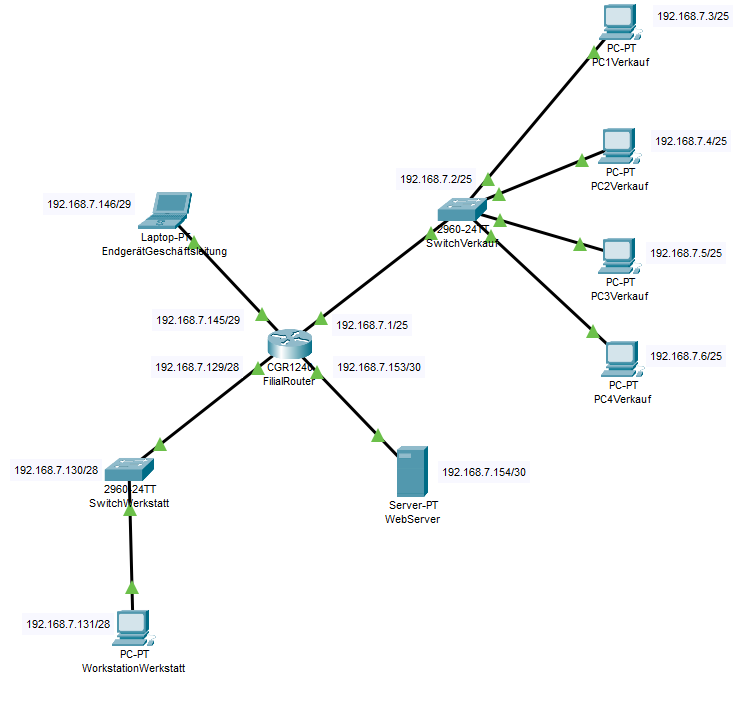 192.168.7.3/25
PC-PT
PC1Verkauf
192.168.7.4/25
PC-PT
PC2Verkauf
192.168.7.2/25
2960-24TT
SwitchVerkauf
192.168.7.146/29
Laptop-PT
EndgerätGeschäftsleitung
192.168.7.5/25
PC-PT
PC3Verkauf
192.168.7.145/29
192.168.7.1/25
192.168.7.129/28
192.168.7.153/30
CGR1240
FilialRouter
192.168.7.6/25
PC-PT
PC4Verkauf
192.168.7.130/28
2960-24TT
SwitchWerkstatt
192.168.7.154/30
Server-PT
WebServer
192.168.7.131/28
PC-PT
WorkstationWerkstatt